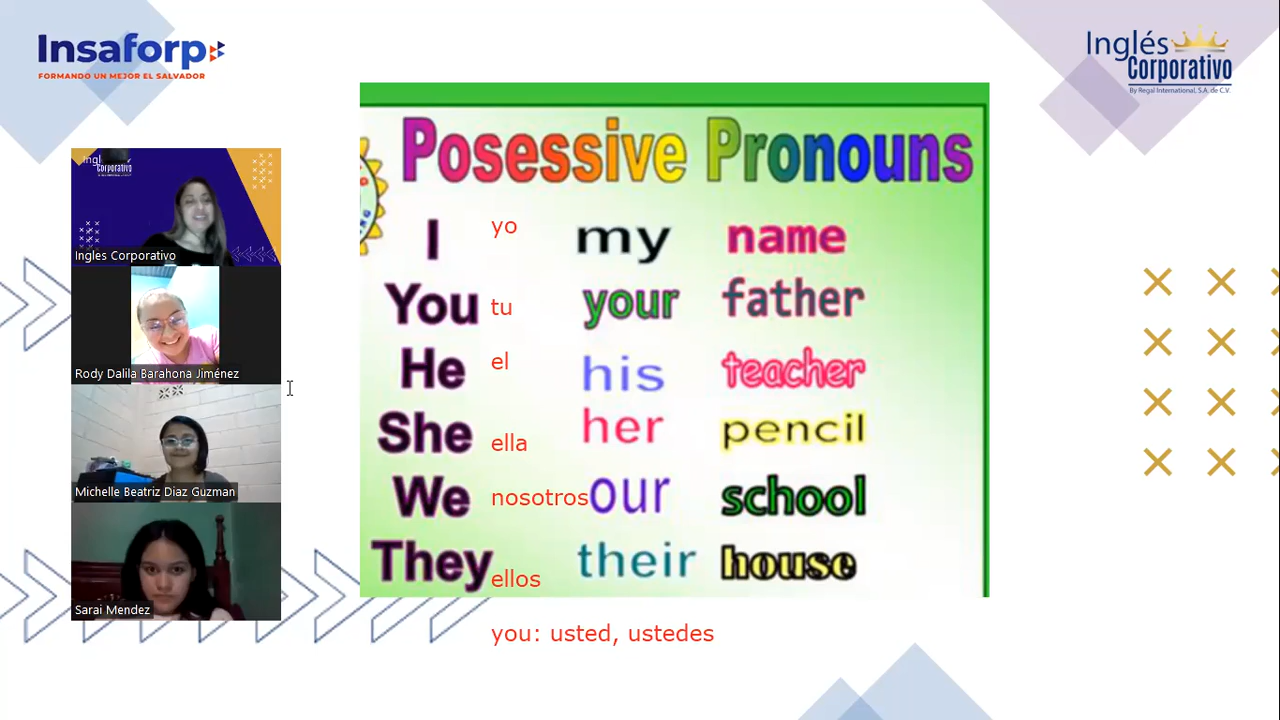 Insaforp
FORMANDO UN MEJOR EL SALVADOR
Inglés
Corporativo
By Regal International, S.A. de C.V.
Ingles Corporativo
Rody Dalila Barahona Jiménez
Michelle Beatriz Diaz Guzman
Sarai Mendez
Posessive Pronouns
I yo my name
You tu your father
He el his teacher
She ella her pencil
We nosotros our school
They ellos their house
you: usted, ustedes